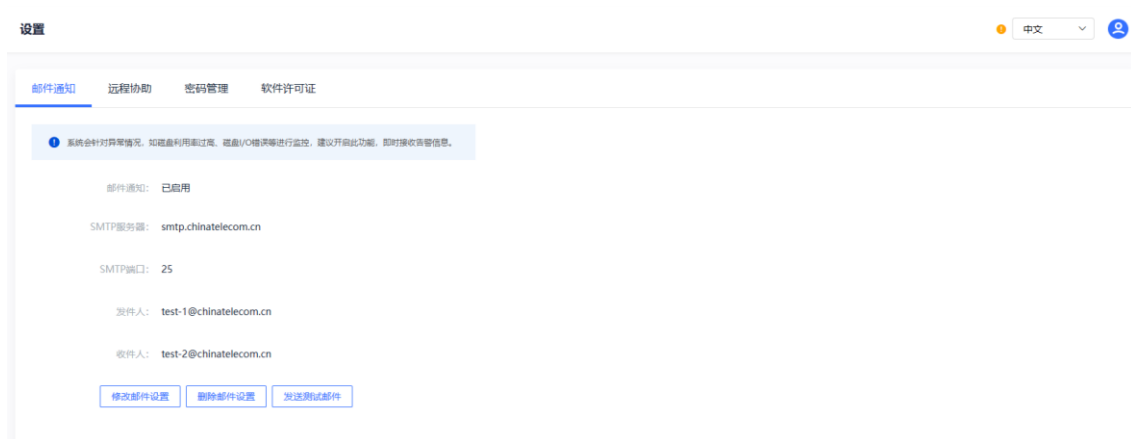 设置
中文
邮件通知 远程协助 密码管理 软件许可证
系统会针对异常情况，如磁盘利用率过高、磁盘I/O错误等进行监控，建议开启此功能，即时接收告警信息。
邮件通知： 已启用
SMTP服务器： smtp.chinatelecom.cn
SMTP端口： 25
发件人： test-1@chinatelecom.cn
收件人： test-2@chinatelecom.cn
修改邮件设置 删除邮件设置 发送测试邮件